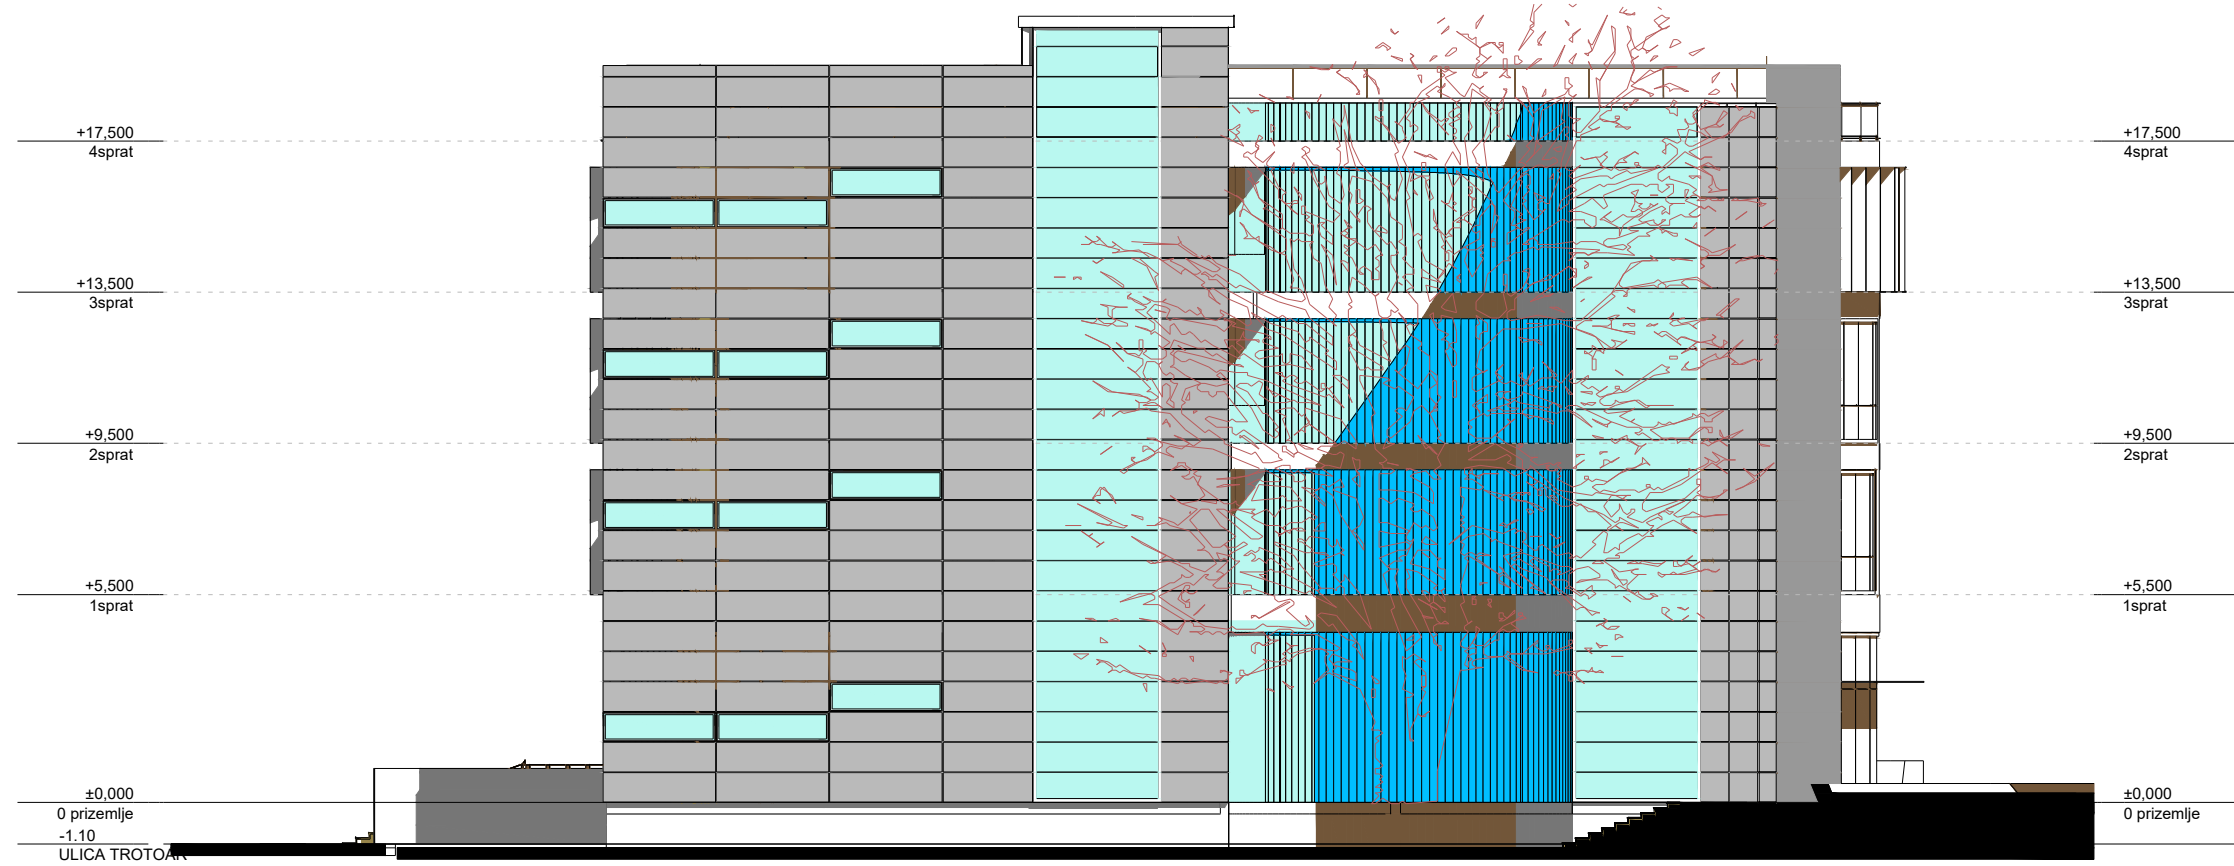 +17,500
4sprat
+13,500
3sprat
+9,500
2sprat
+5,500
1sprat
±0,000
0 prizemlje
-1.10
ULICA TROTOAR
+17,500
4sprat
+13,500
3sprat
+9,500
2sprat
+5,500
1sprat
±0,000
0 prizemlje